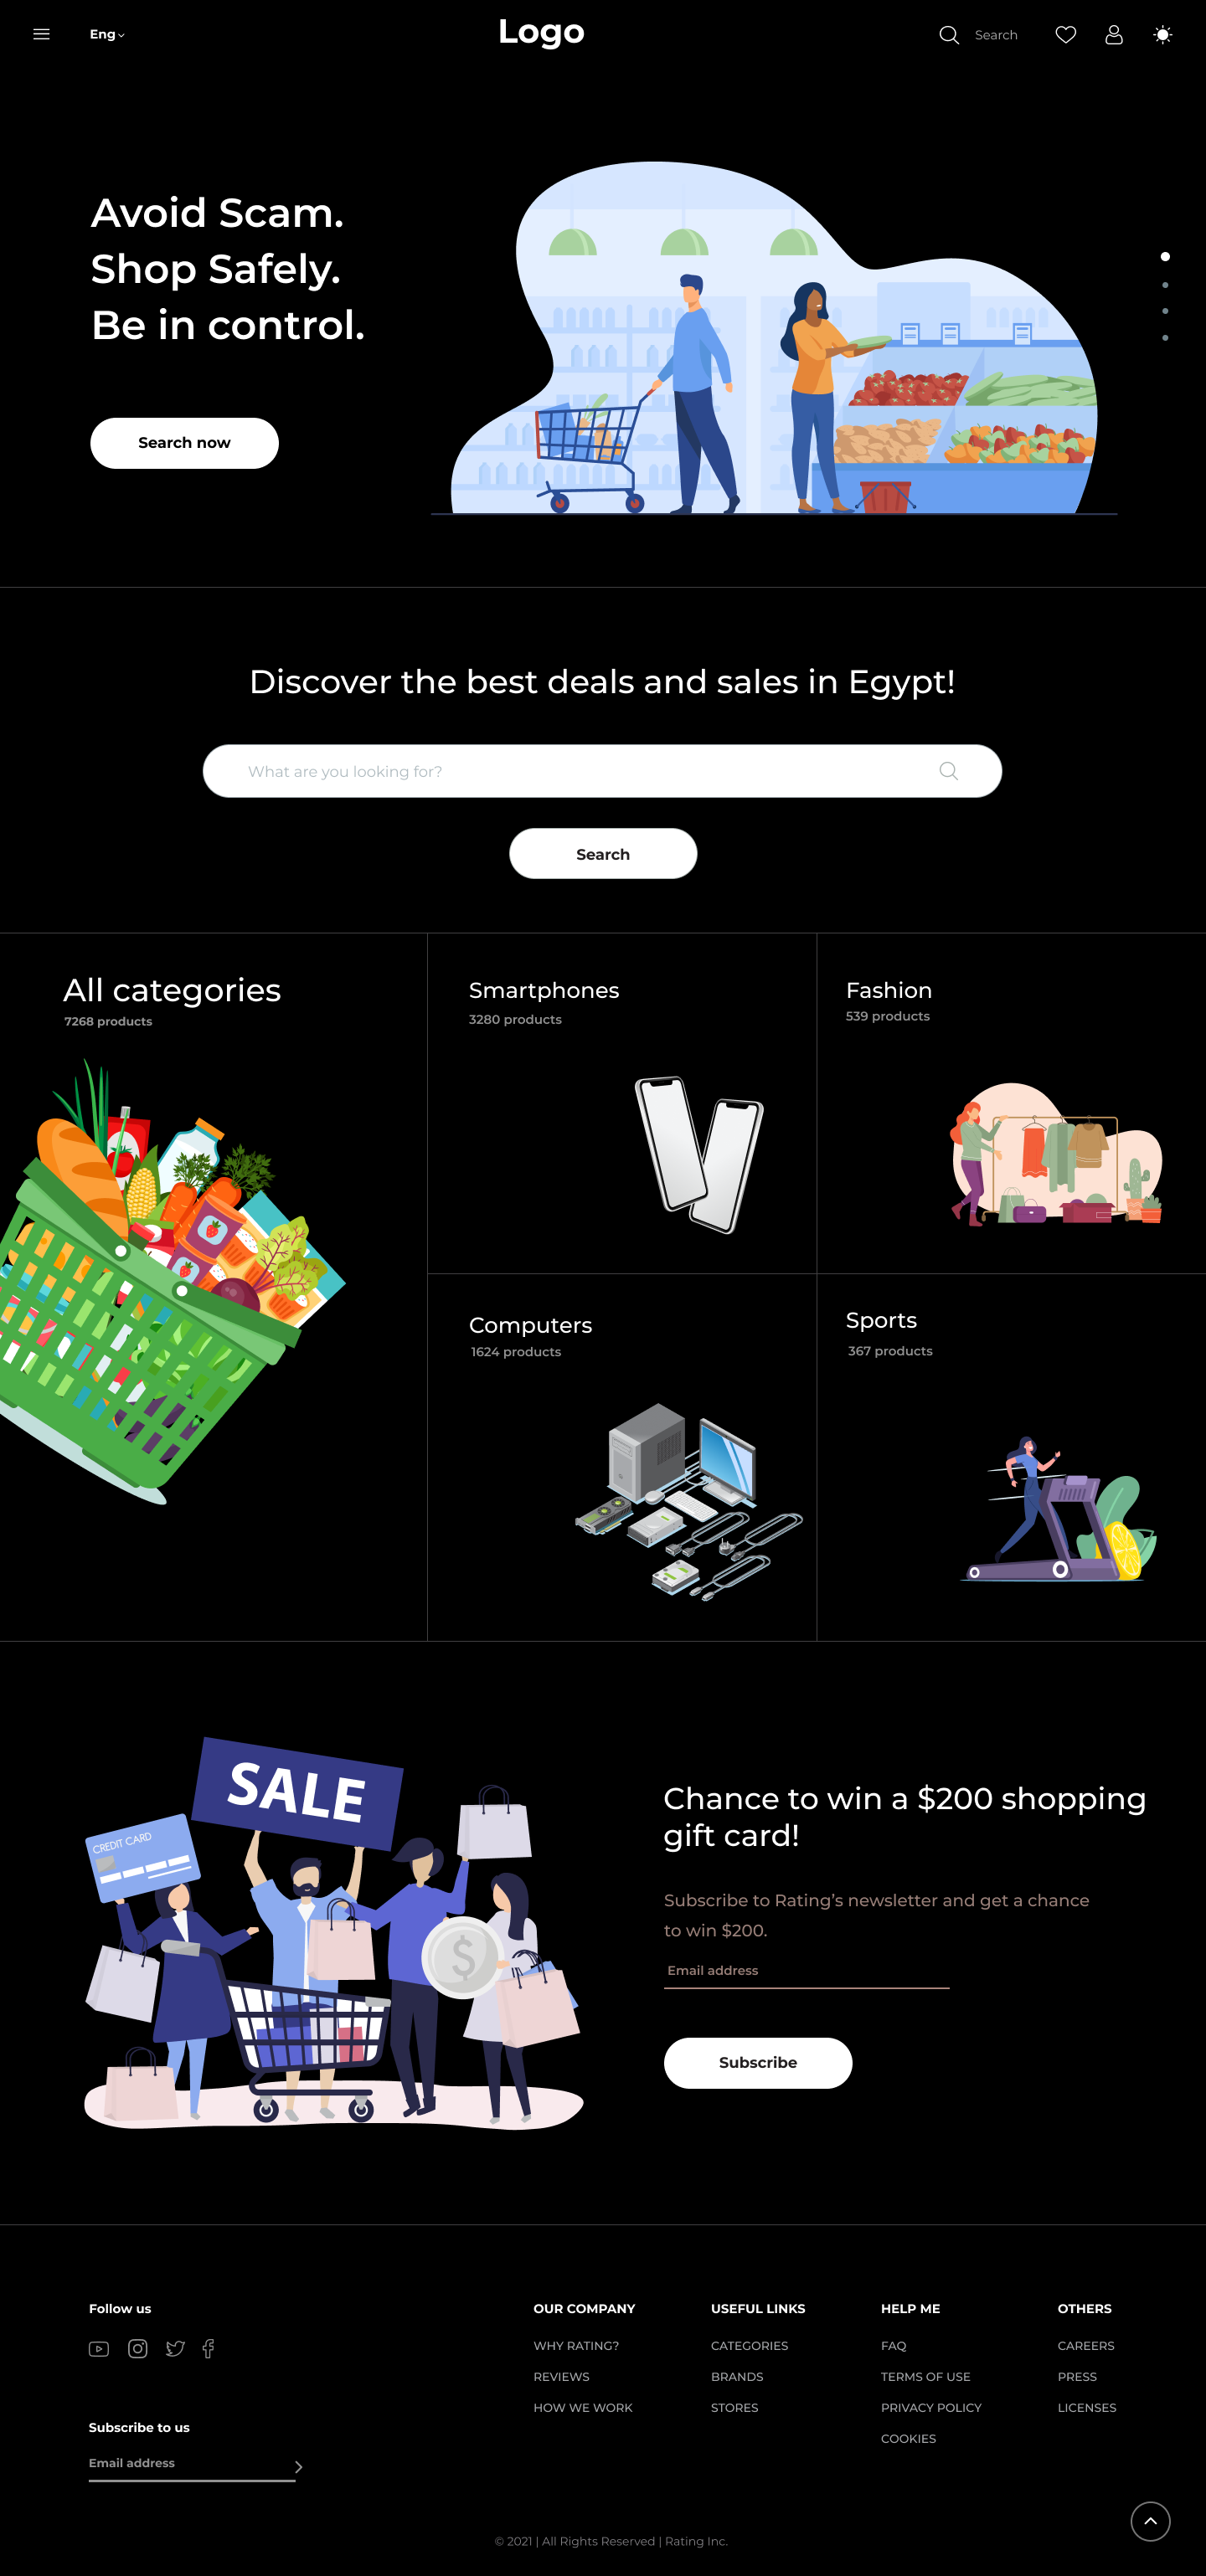 Eng
Logo
Search
Avoid Scam.
Shop Safely.
Be in control.
Search now
Discover the best deals and sales in Egypt!
What are you looking for?
Search
All categories
7268 products
Smartphones
3280 products
Fashion
539 products
Computers
1624 products
Sports
367 products
SALE
CREDIT CARD
$
Chance to win a $200 shopping
gift card!
Subscribe to Rating’s newsletter and get a chance
to win $200.
Email address
Subscribe
Follow us
Subscribe to us
Email address
OUR COMPANY
WHY RATING?
REVIEWS
HOW WE WORK
USEFUL LINKS
CATEGORIES
BRANDS
STORES
HELP ME
FAQ
TERMS OF USE
PRIVACY POLICY
COOKIES
OTHERS
CAREERS
PRESS
LICENSES
© 2021 | All Rights Reserved | Rating Inc.